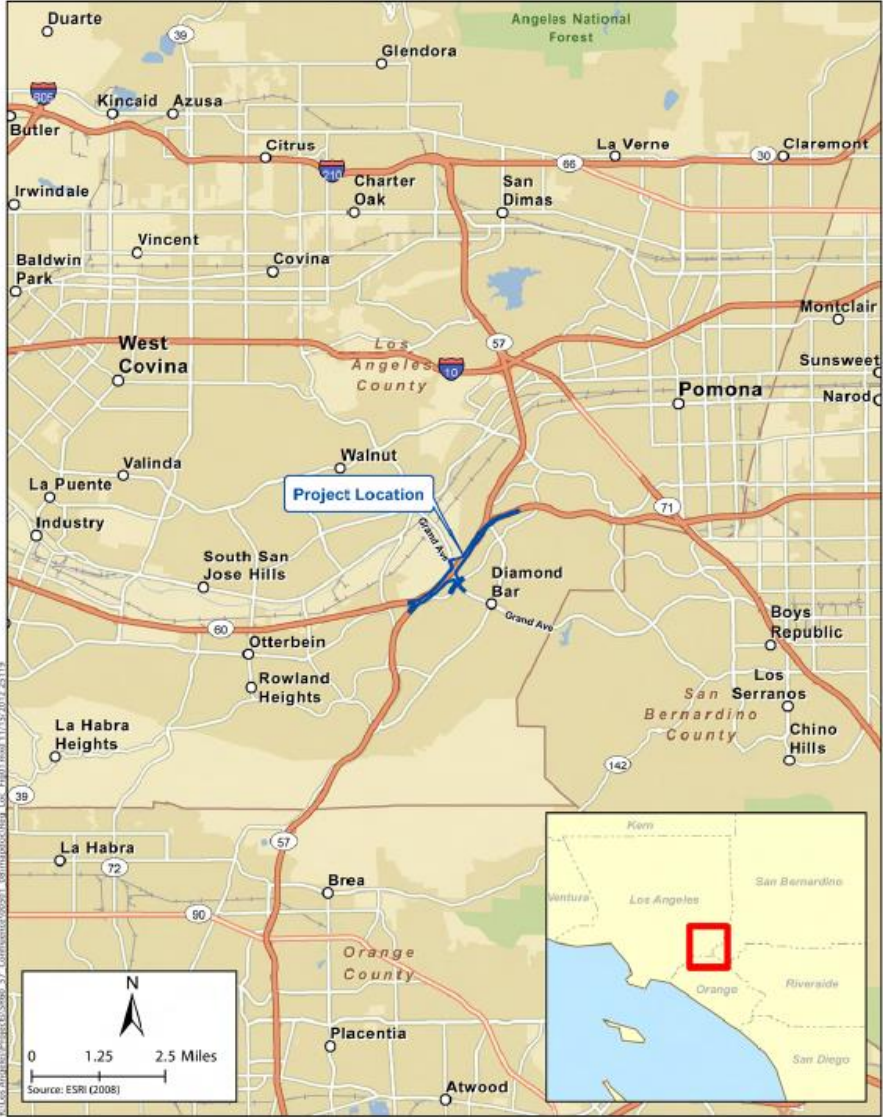 Duarte
39
Angeles National
Forest
Glendora
605
Kincaid
Azusa
Butler
Citrus
210
66
La Verne
30
Claremont
Irwindale
Charter
Oak
San
Dimas
Vincent
Baldwin
Park
Covina
Montclair
West
Covina
57
Los
Angeles
County
10
Sunsweet
Pomona
Narod
Walnut
Valinda
La Puente
Project Location
71
Industry
Grand Ave
South San
Jose Hills
Diamond
Bar
Grand Ave
60
Boys
Republic
Otterbein
Rowland
Heights
Los
Serranos
San
Bernardino
County
La Habra
Heights
Chino
Hills
142
39
57
La Habra
72
Brea
90
Orange
County
Placentia
Atwood
N
0 1.25 2.5 Miles
Source: ESRI (2008)
Kern
San Bernardino
Ventura
Los Angeles
Orange
Riverside
San Diego